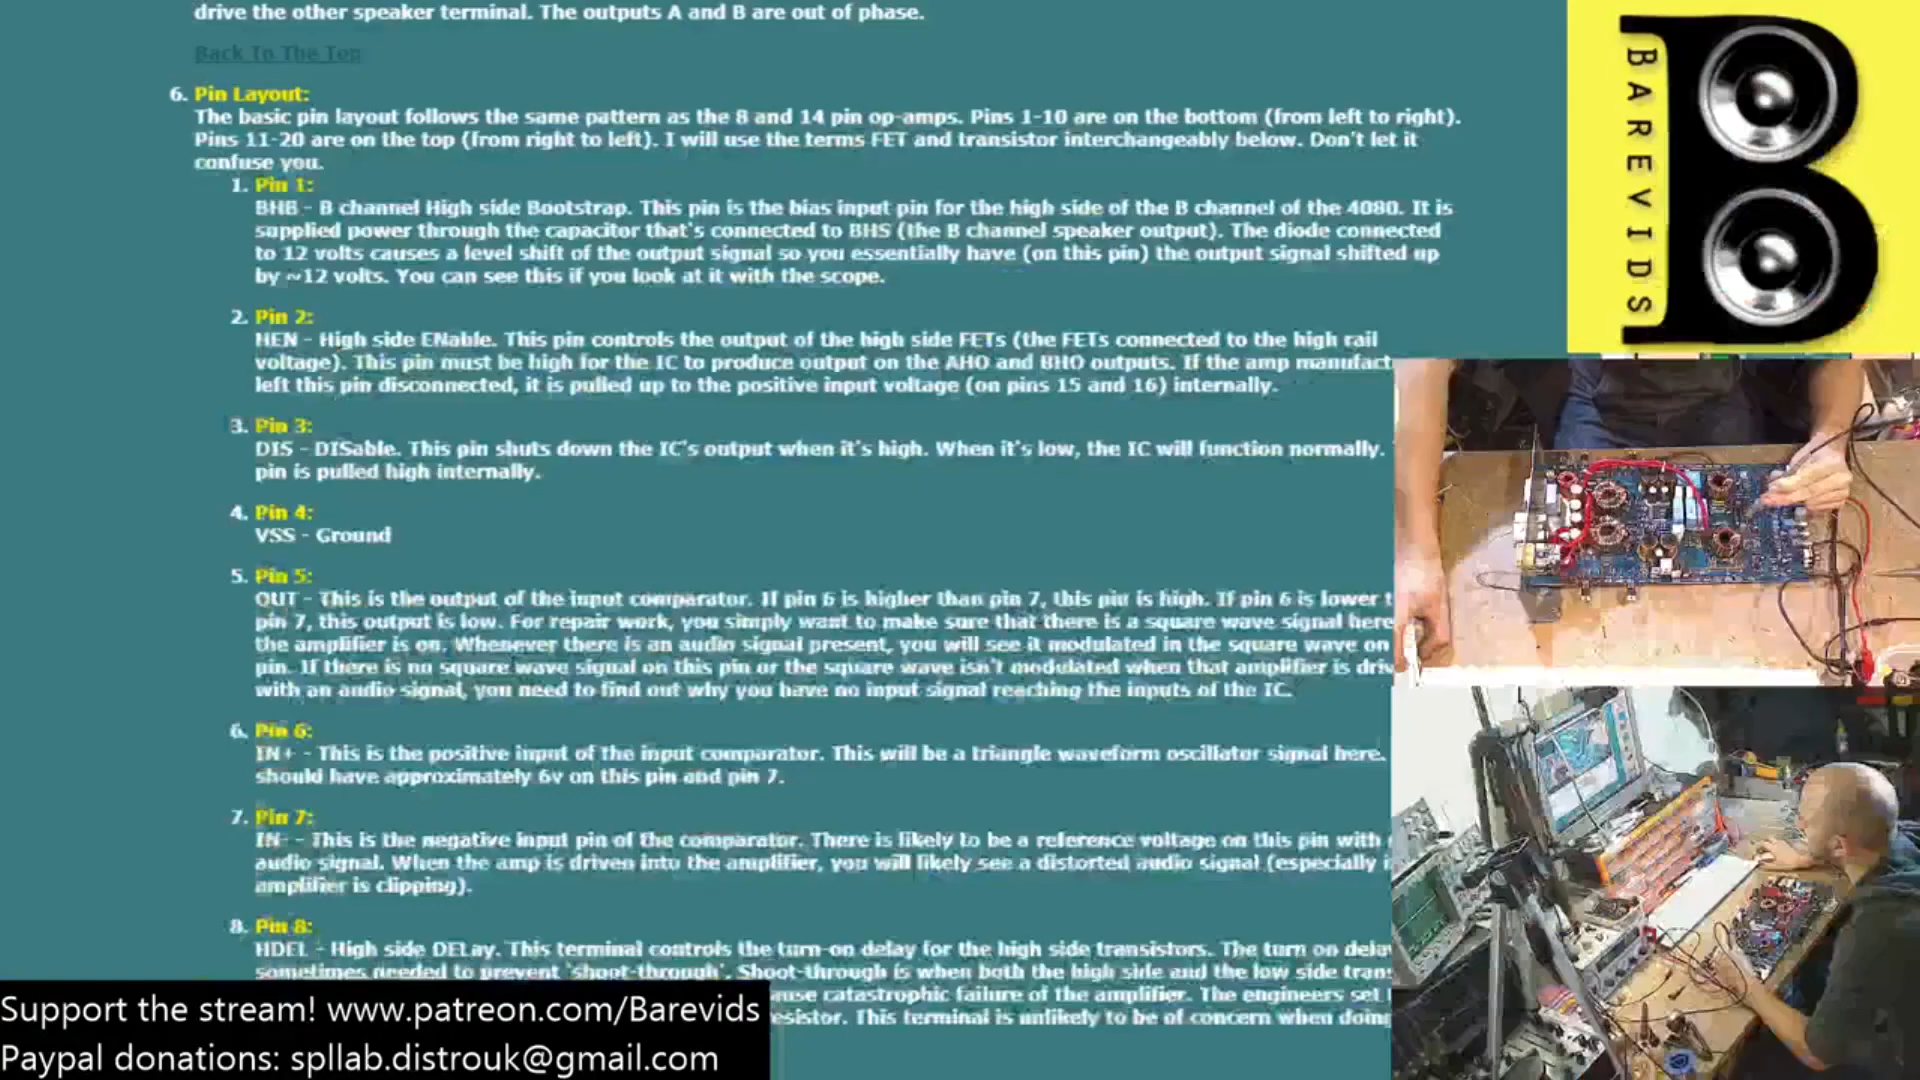 drive the other speaker terminal. The outputs A and B are out of phase.
Back To The Top
6. Pin Layout:
The basic pin layout follows the same pattern as the 8 and 14 pin op-amps. Pins 1-10 are on the bottom (from left to right).
Pins 11-20 are on the top (from right to left). I will use the terms FET and transistor interchangeably below. Don't let it
confuse you.
1. Pin 1:
BHB - B channel High side Bootstrap. This pin is the bias input pin for the high side of the B channel of the 4080. It is
supplied power through the capacitor that's connected to BHS (the B channel speaker output). The diode connected
to 12 volts causes a level shift of the output signal so you essentially have (on this pin) the output signal shifted up
by ~12 volts. You can see this if you look at it with the scope.
2. Pin 2:
HEN - High side ENable. This pin controls the output of the high side FETs (the FETs connected to the high rail
voltage). This pin must be high for the IC to produce output on the AHO and BHO outputs. If the amp manufact
left this pin disconnected, it is pulled up to the positive input voltage (on pins 15 and 16) internally.
3. Pin 3:
DIS - DISable. This pin shuts down the IC's output when it's high. When it's low, the IC will function normally.
pin is pulled high internally.
4. Pin 4:
VSS - Ground
5. Pin 5:
OUT - This is the output of the input comparator. If pin 6 is higher than pin 7, this pin is high. If pin 6 is lower t
pin 7, this output is low. For repair work, you simply want to make sure that there is a square wave signal here
the amplifier is on. Whenever there is an audio signal present, you will see it modulated in the square wave on
pin. If there is no square wave signal on this pin or the square wave isn't modulated when that amplifier is driv
with an audio signal, you need to find out why you have no input signal reaching the inputs of the IC.
6. Pin 6:
IN+ - This is the positive input of the input comparator. This will be a triangle waveform oscillator signal here.
should have approximately 6v on this pin and pin 7.
7. Pin 7:
IN- - This is the negative input pin of the comparator. There is likely to be a reference voltage on this pin with
audio signal. When the amp is driven into the amplifier, you will likely see a distorted audio signal (especially i
amplifier is clipping).
8. Pin 8:
HDEL - High side DELay. This terminal controls the turn-on delay for the high side transistors. The turn on delay
sometimes needed to prevent 'shoot-through'. Shoot-through is when both the high side and the low side trans
ause catastrophic failure of the amplifier. The engineers set
esistor. This terminal is unlikely to be of concern when doing
BAREVIDS
Support the stream! www.patreon.com/Barevids
Paypal donations: spllab.distrouk@gmail.com